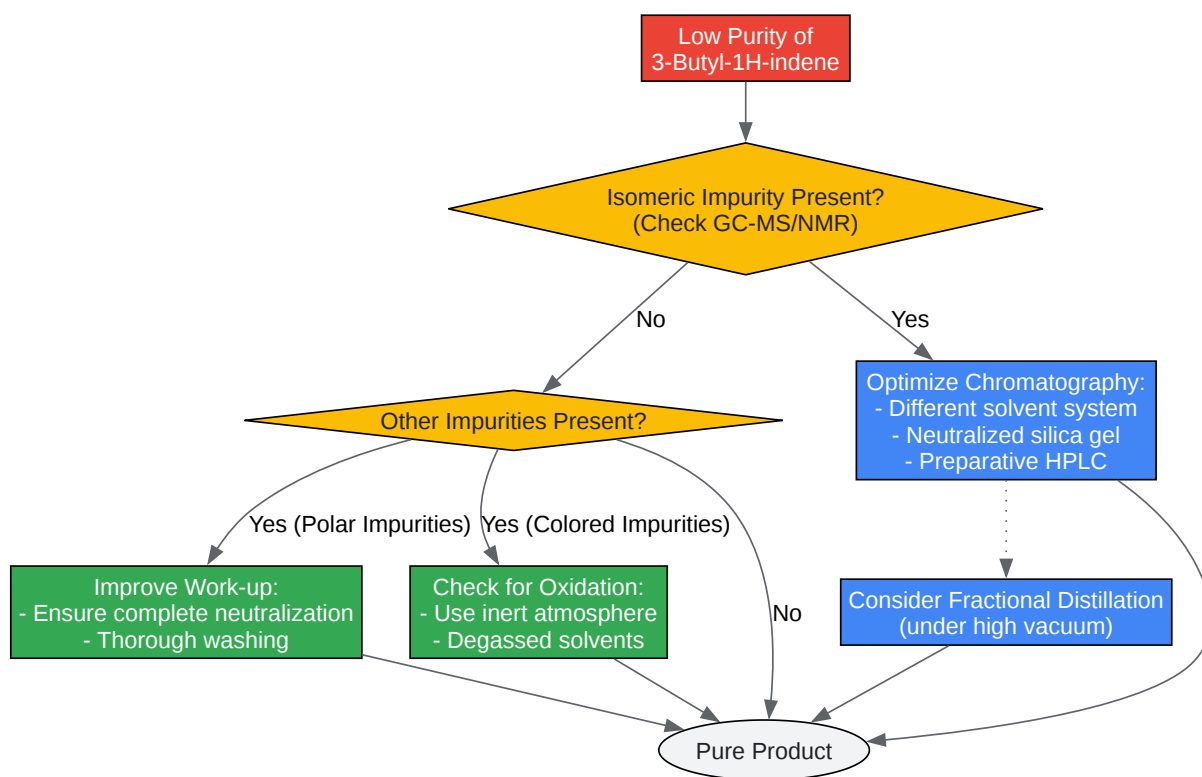 Low Purity of
3-Butyl-1H-indene
Isomeric Impurity Present?
(Check GC-MS/NMR)
No
Yes
Other Impurities Present?
Optimize Chromatography:
- Different solvent system
- Neutralized silica gel
- Preparative HPLC
Yes (Polar Impurities)
Yes (Colored Impurities)
No
Improve Work-up:
- Ensure complete neutralization
- Thorough washing
Check for Oxidation:
- Use inert atmosphere
- Degassed solvents
Consider Fractional Distillation
(under high vacuum)
Pure Product